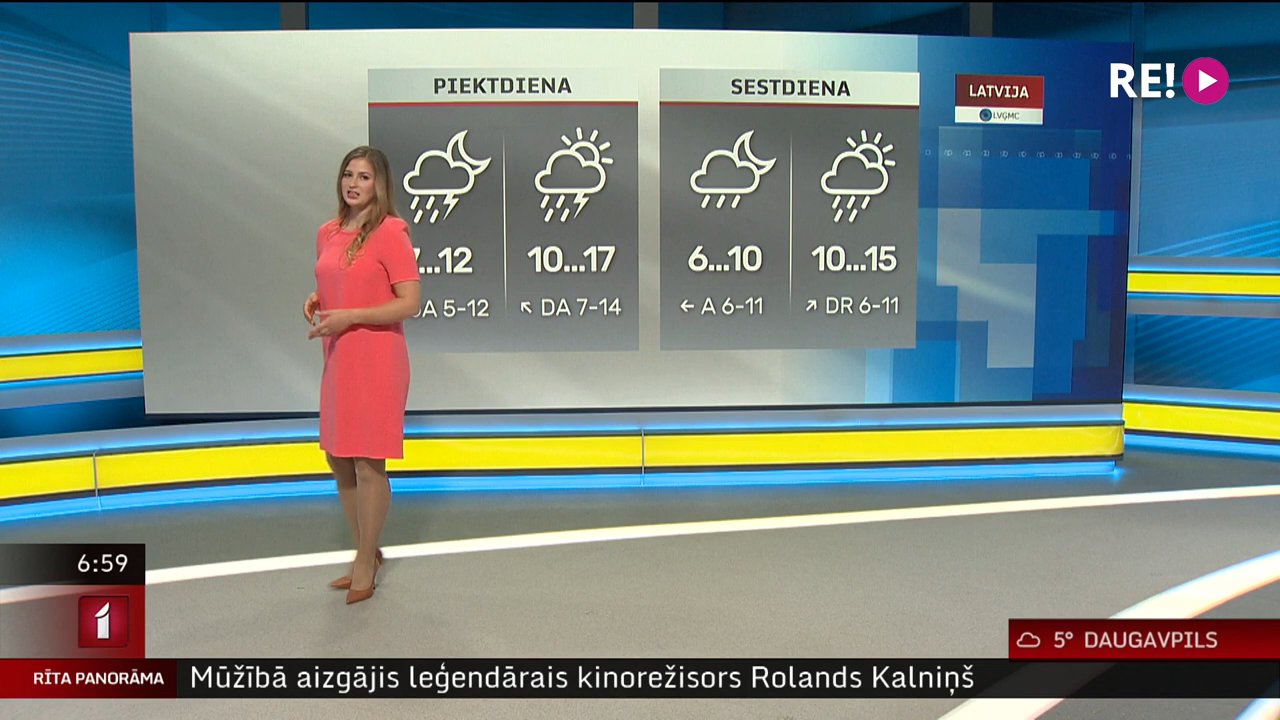 RE!
PIEKTDIENA
SESTDIENA
LATVIJA
LVĢMC
...12
10...17
6...10
10...15
5-12
DA 7-14
A 6-11
DR 6-11
6:59
1
5° DAUGAVPILS
RĪTA PANORĀMA
Mūžībā aizgājis leģendārais kinorežisors Rolands Kalniņš